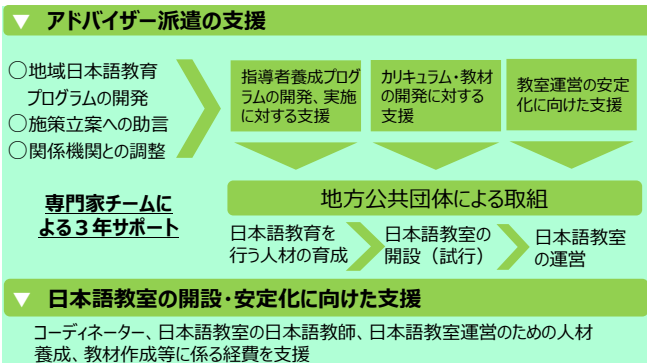 ▼ アドバイザー派遣の支援
○地域日本語教育
プログラムの開発
○施策立案への助言
○関係機関との調整
指導者養成プログ
ラムの開発、実施
に対する支援
カリキュラム・教材
の開発に対する
支援
教室運営の安定
化に向けた支援
専門家チームに
よる3年サポート
地方公共団体による取組
日本語教育を
行う人材の育成
日本語教室の
開設（試行）
日本語教室
の運営
▼ 日本語教室の開設・安定化に向けた支援
コーディネーター、日本語教室の日本語教師、日本語教室運営のための人材
養成、教材作成等に係る経費を支援